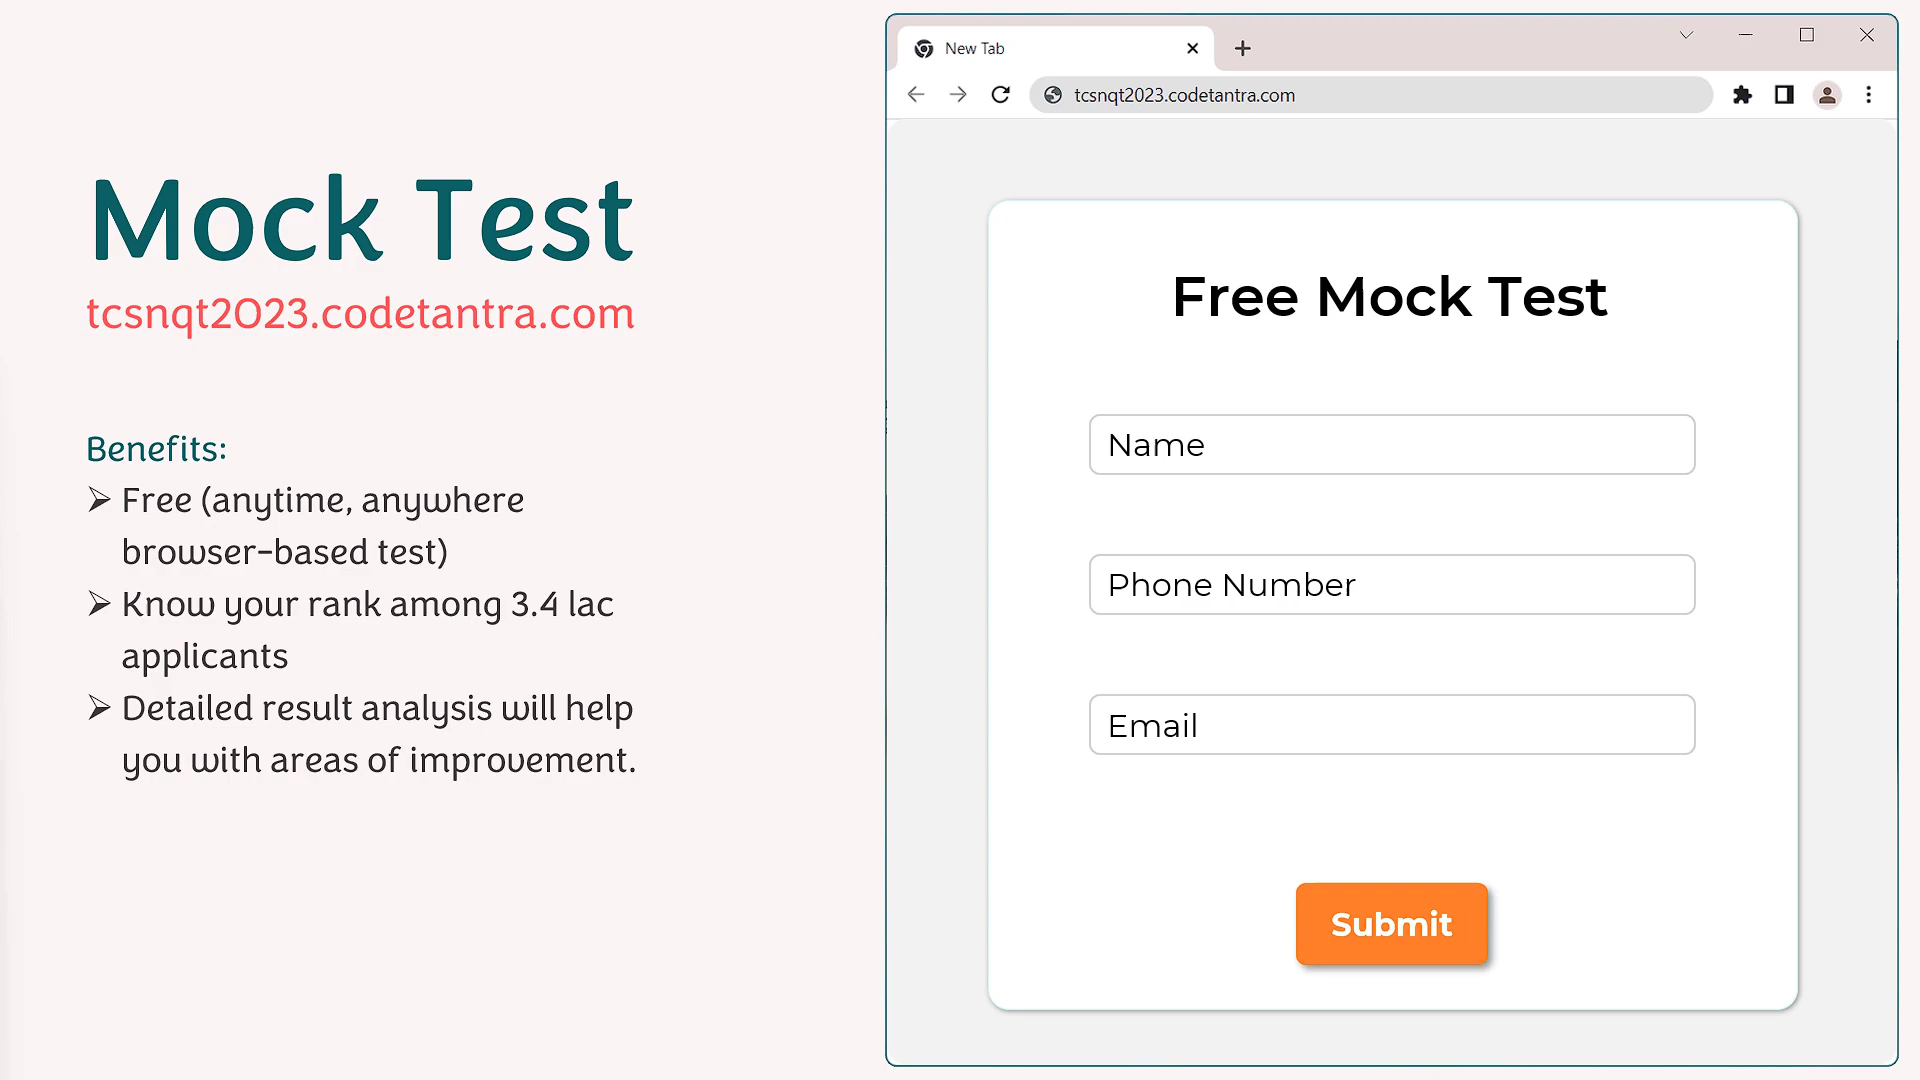 Mock Test
tcsnqt2023.codetantra.com
Benefits:
➢ Free (anytime, anywhere
browser-based test)
➢ Know your rank among 3.4 lac
applicants
➢ Detailed result analysis will help
you with areas of improvement.
New Tab
tcsnqt2023.codetantra.com
Free Mock Test
Name
Phone Number
Email
Submit